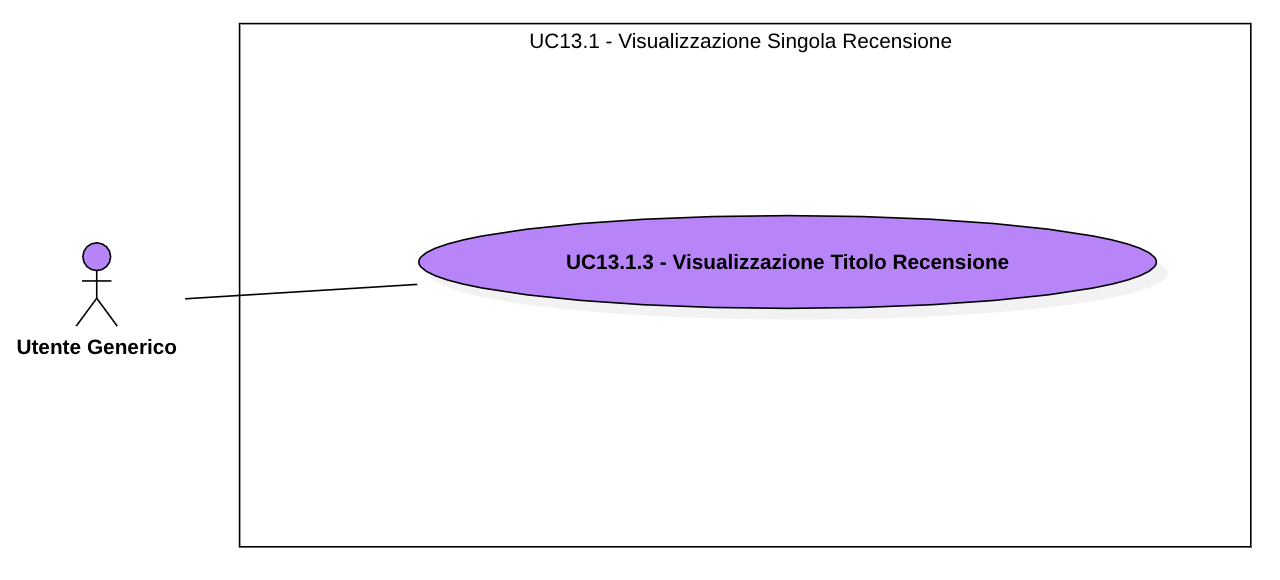 UC13.1 - Visualizzazione Singola Recensione
UC13.1.3 - Visualizzazione Titolo Recensione
Utente Generico